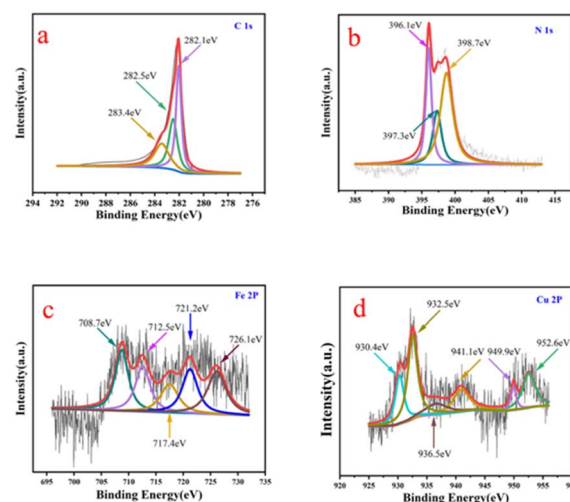 a
C 1s
282.1eV
282.5eV
283.4eV
Intensity(a.u.)
294 292 290 288 286 284 282 280 278 276
Binding Energy(eV)
b
N 1s
396.1eV
398.7eV
397.3eV
Intensity(a.u.)
385 390 395 400 405 410 415
Binding Energy(eV)
c
Fe 2P
708.7eV
712.5eV
721.2eV
726.1eV
717.4eV
Intensity(a.u.)
695 700 705 710 715 720 725 730 735
Binding Energy(eV)
d
Cu 2P
932.5eV
930.4eV
941.1eV
949.9eV
952.6eV
936.5eV
Intensity(a.u.)
920 925 930 935 940 945 950 955
Binding Energy(eV)